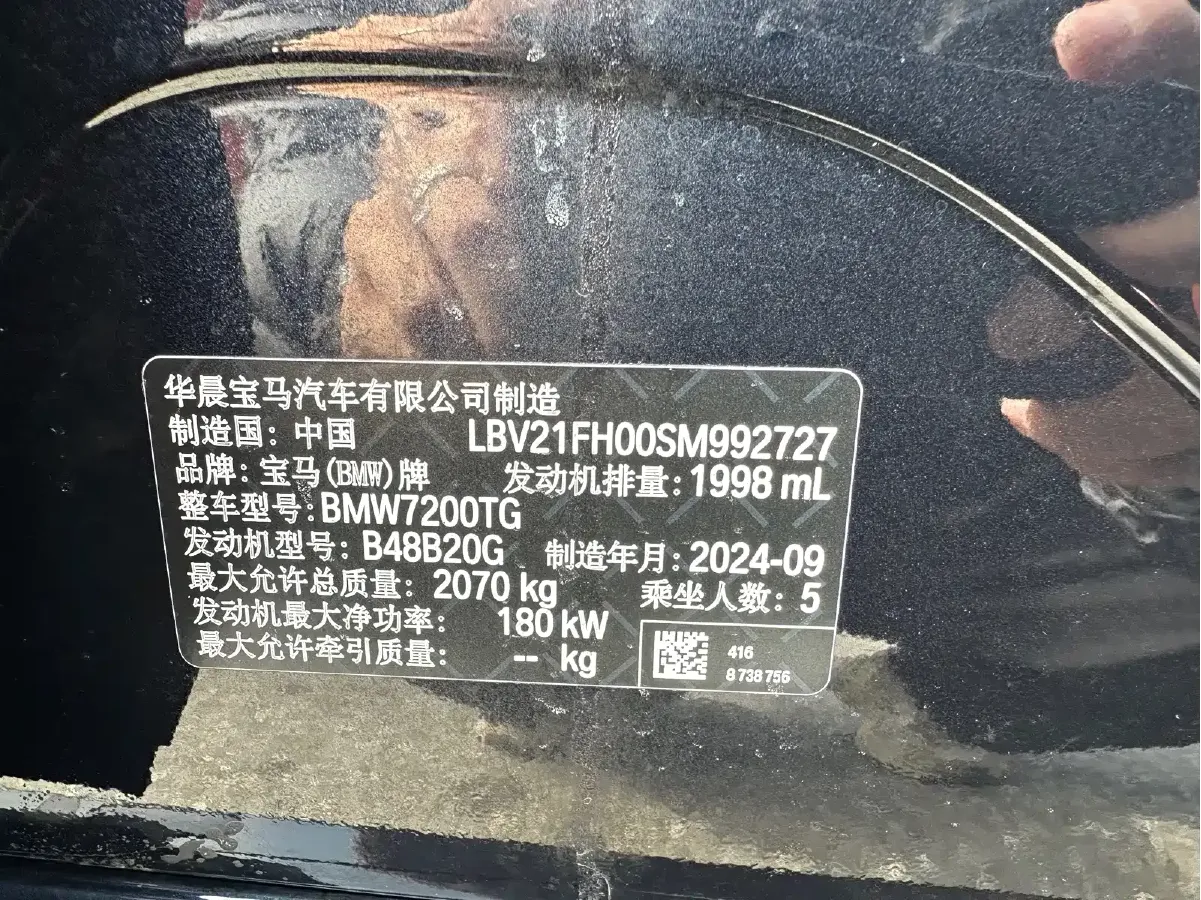 华晨宝马汽车有限公司制造
制造国：中国 LBV21FH00SM992727
品牌：宝马(BMW)牌 发动机排量：1998 mL
整车型号：BMW7200TG
发动机型号：B48B20G 制造年月：2024-09
最大允许总质量：2070 kg 乘坐人数：5
发动机最大净功率：180 kW
最大允许牵引质量：-- kg
416
8 738 756